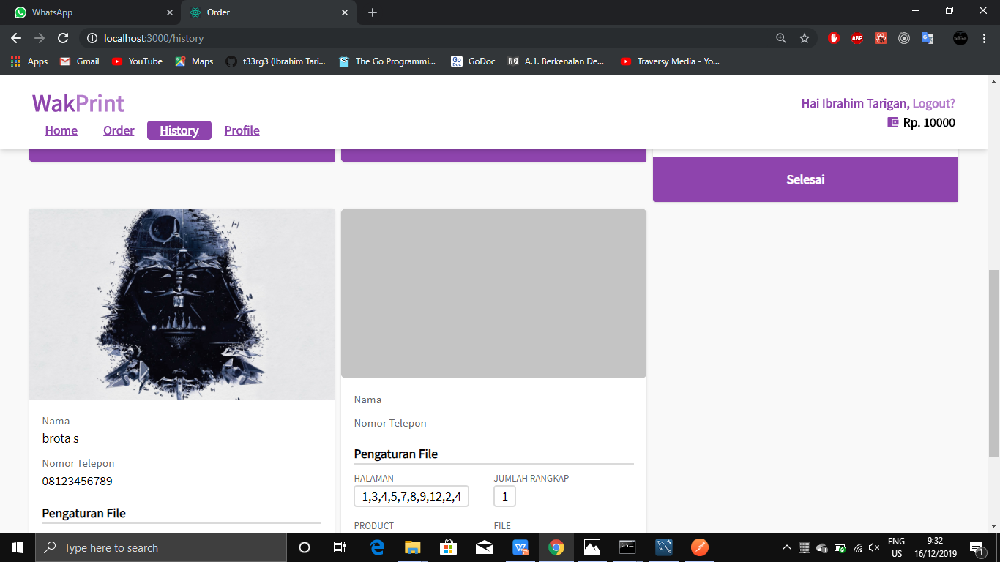 WhatsApp
Order
localhost:3000/history
Apps
Gmail
YouTube
Maps
t33rg3 (Ibrahim Tari...
The Go Programmi...
GoDoc
A.1. Berkenalan De...
Traversy Media - Yo...
WakPrint
Hai Ibrahim Tarigan, Logout?
Rp. 10000
Home
Order
History
Profile
Selesai
Nama
brota s
Nomor Telepon
08123456789
Pengaturan File
Nama
Nomor Telepon
Pengaturan File
HALAMAN
JUMLAH RANGKAP
1,3,4,5,7,8,9,12,2,4
1
PRODUCT
FILE
Type here to search
ENG
US
9:32
16/12/2019
1